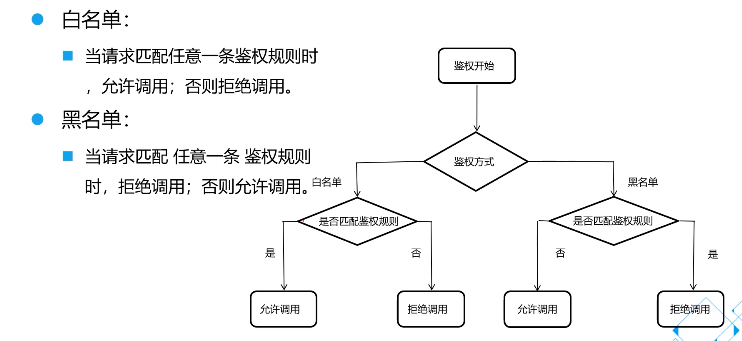 白名单：
当请求匹配任意一条鉴权规则时
，允许调用；否则拒绝调用。
黑名单：
当请求匹配 任意一条 鉴权规则
时，拒绝调用；否则允许调用。
鉴权开始
鉴权方式
白名单
黑名单
是否匹配鉴权规则
是否匹配鉴权规则
是
否
否
是
允许调用
拒绝调用
允许调用
拒绝调用